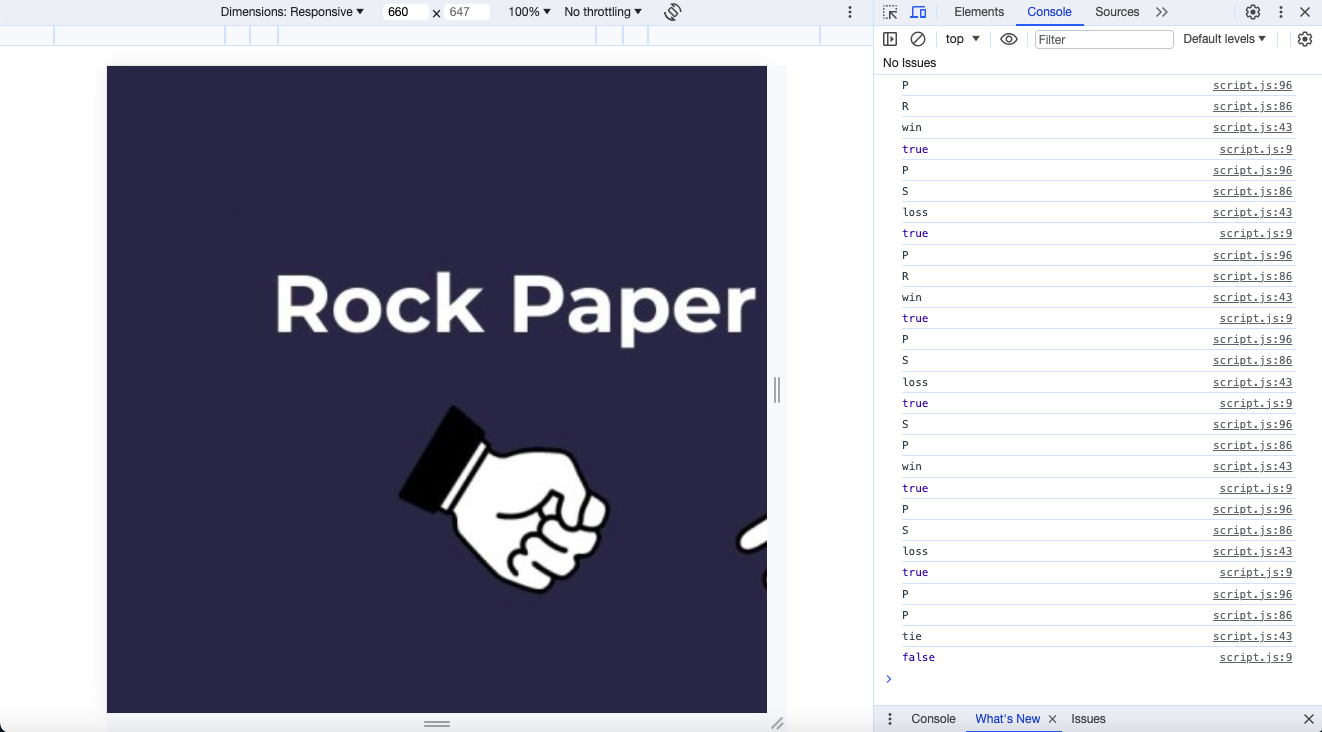 Dimensions: Responsive 660 × 647 100% No throttling
Elements Console Sources
top Filter Default levels
No Issues
P script.js:96
R script.js:86
win script.js:43
true script.js:9
P script.js:96
S script.js:86
loss script.js:43
true script.js:9
P script.js:96
R script.js:86
win script.js:43
true script.js:9
P script.js:96
S script.js:86
loss script.js:43
true script.js:9
S script.js:96
P script.js:86
win script.js:43
true script.js:9
P script.js:96
S script.js:86
loss script.js:43
true script.js:9
P script.js:96
P script.js:86
tie script.js:43
false script.js:9
Rock Paper
Console What's New Issues